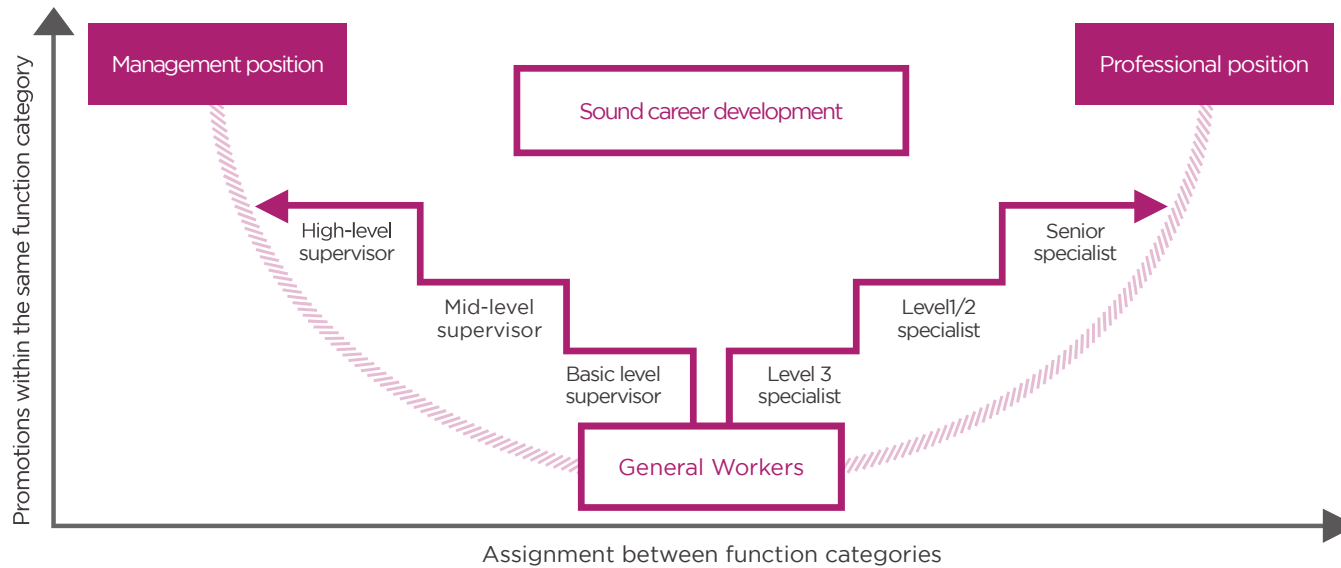 Promotions within the same function category
Management position
Professional position
Sound career development
High-level
supervisor
Senior
specialist
Mid-level
supervisor
Level1/2
specialist
Basic level
supervisor
Level 3
specialist
General Workers
Assignment between function categories